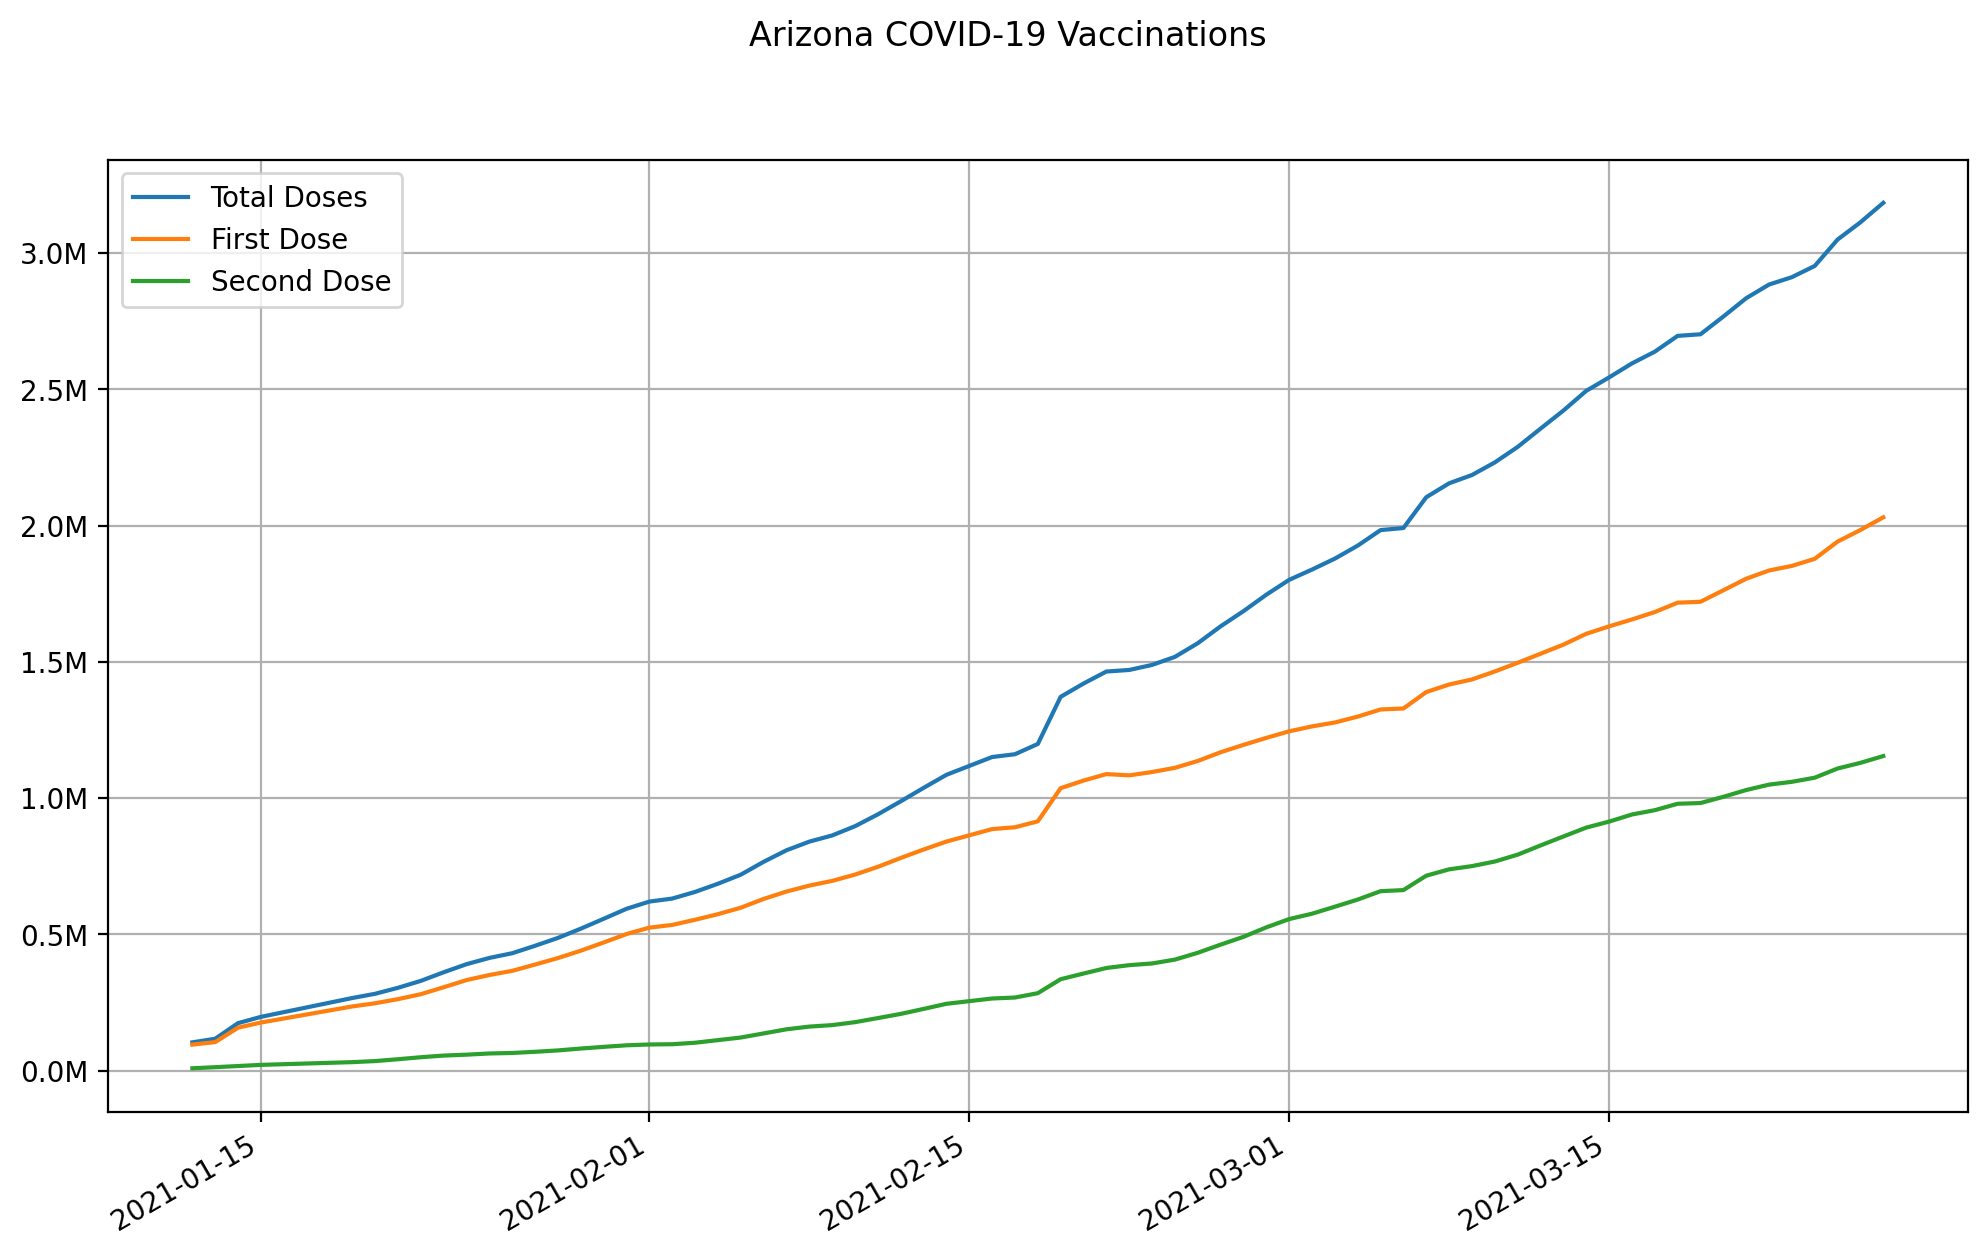 Arizona COVID-19 Vaccinations
Total Doses
First Dose
Second Dose
3.0M
2.5M
2.0M
1.5M
1.0M
0.5M
0.0M
2021-01-15
2021-02-01
2021-02-15
2021-03-01
2021-03-15